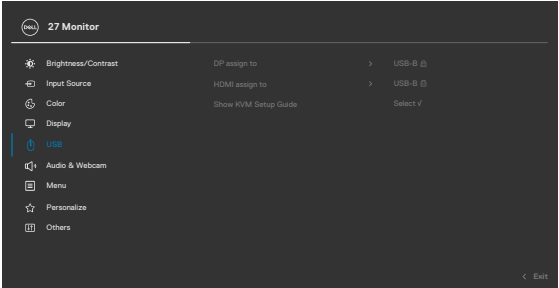 DELL 27 Monitor
Brightness/Contrast DP assign to > USB-B
Input Source HDMI assign to > USB-B
Color Show KVM Setup Guide Select √
Display
USB
Audio & Webcam
Menu
Personalize
Others
< Exit